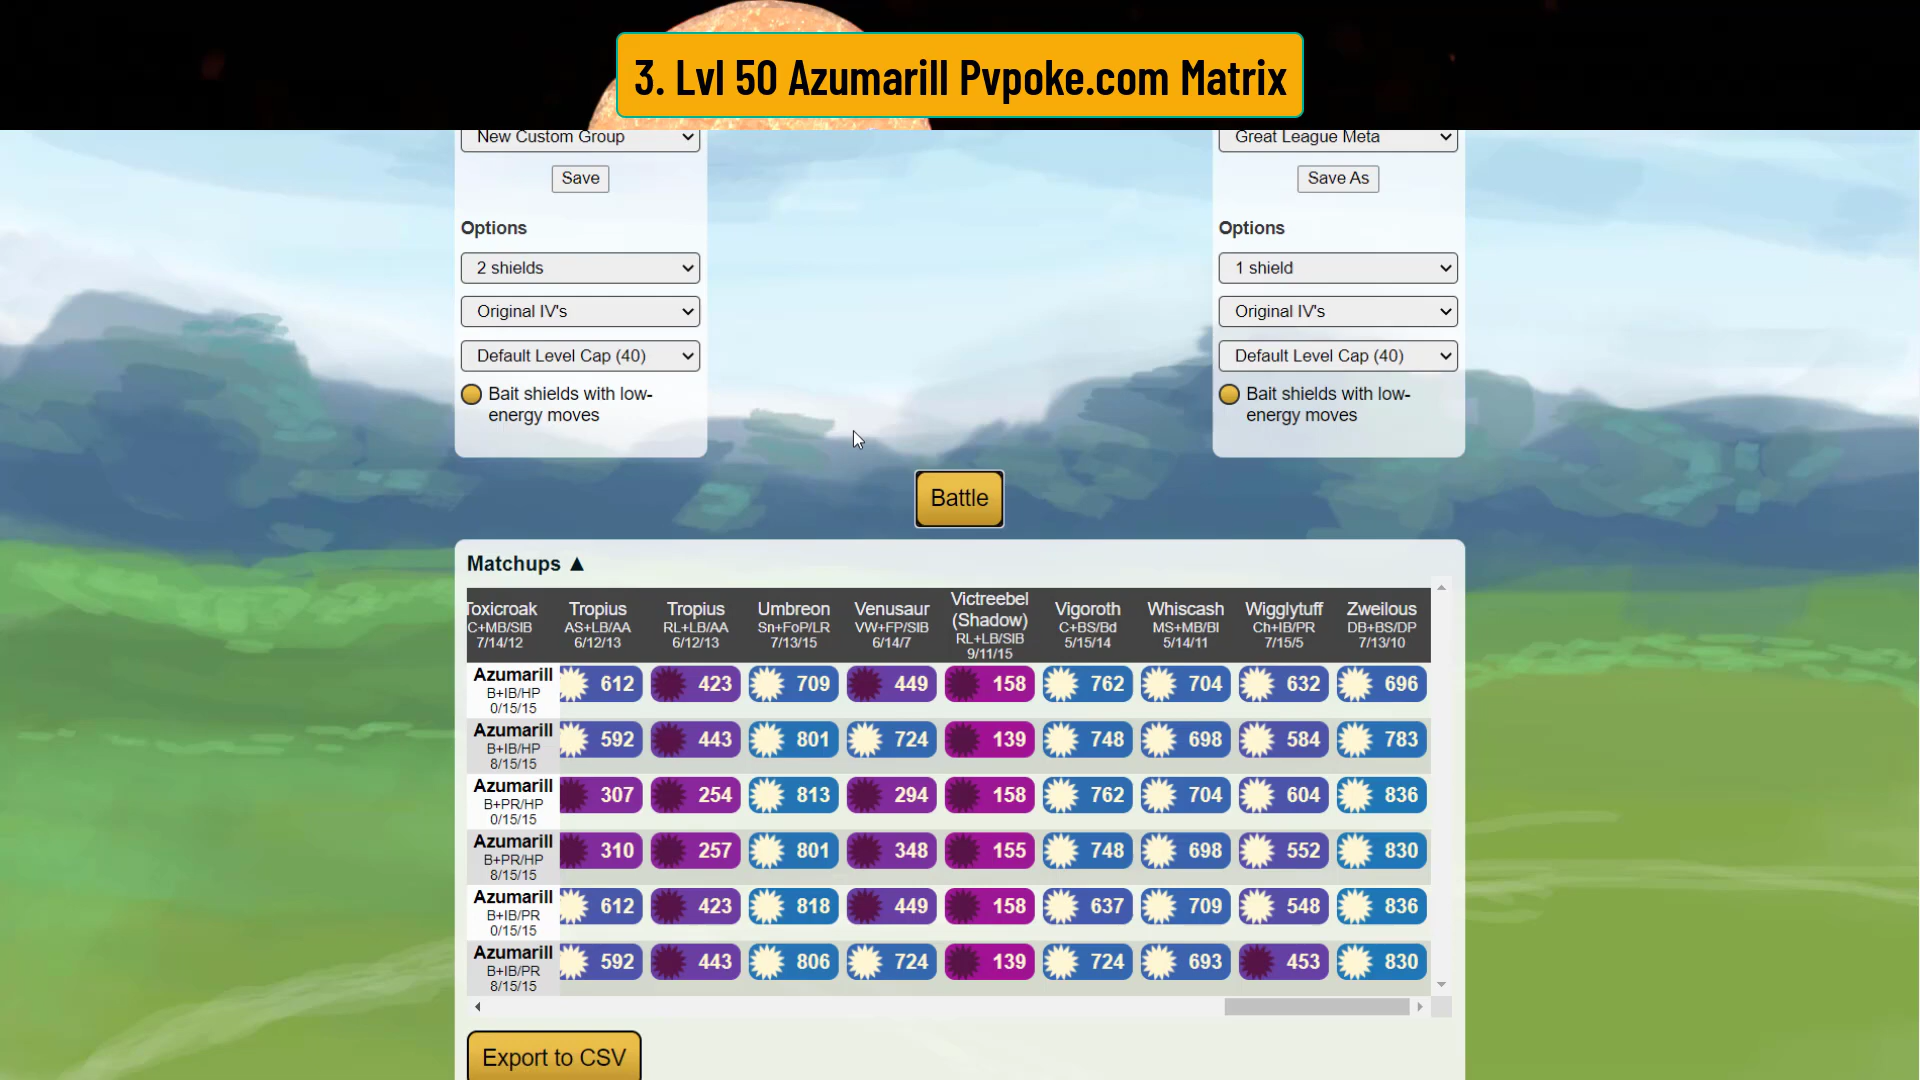 3. Lvl 50 Azumarill Pvpoke.com Matrix
New Custom Group
Great League Meta
Save
Save As
Options
Options
2 shields
1 shield
Original IV's
Original IV's
Default Level Cap (40)
Default Level Cap (40)
Bait shields with low-
energy moves
Bait shields with low-
energy moves
Battle
Matchups ▲
Toxicroak Tropius Tropius Umbreon Venusaur Victreebel (Shadow) Vigoroth Whiscash Wigglytuff Zweilous
C+MB/SIB AS+LB/AA RL+LB/AA Sn+FoP/LR VW+FP/SIB RL+LB/SIB C+BS/Bd MS+MB/Bl Ch+IB/PR DB+BS/DP
7/14/12 6/12/13 6/12/13 7/13/15 6/14/7 9/11/15 5/15/14 5/14/11 7/15/5 7/13/10
Azumarill 612 423 709 449 158 762 704 632 696
B+IB/HP
0/15/15
Azumarill 592 443 801 724 139 748 698 584 783
B+IB/HP
8/15/15
Azumarill 307 254 813 294 158 762 704 604 836
B+PR/HP
0/15/15
Azumarill 310 257 801 348 155 748 698 552 830
B+PR/HP
8/15/15
Azumarill 612 423 818 449 158 637 709 548 836
B+IB/PR
0/15/15
Azumarill 592 443 806 724 139 724 693 453 830
B+IB/PR
8/15/15
Export to CSV